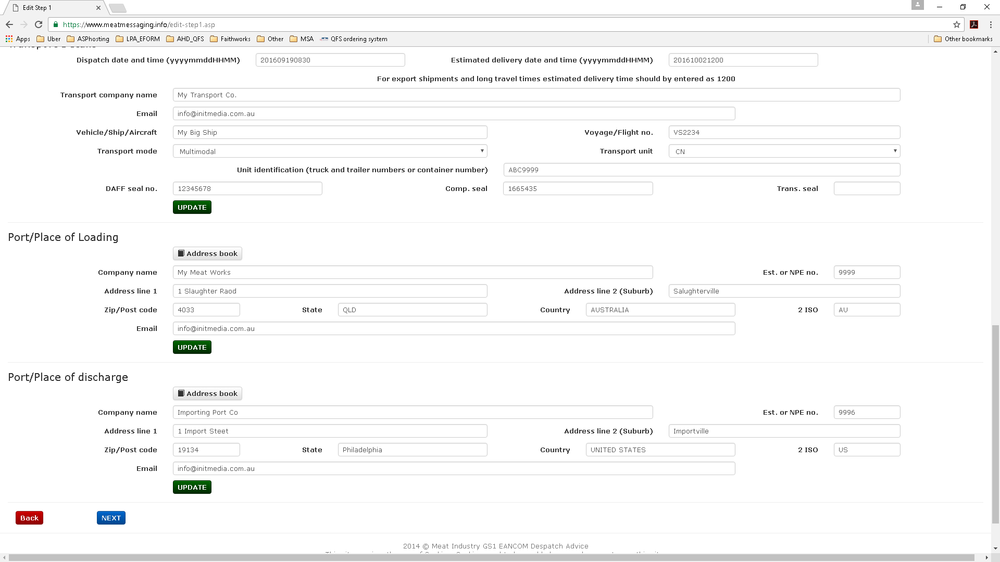 Edit Step 1
https://www.meatmessaging.info/edit-step1.asp
Apps Uber ASPhosting LPA_EFORM AHD_QFS Faithworks Other MSA QFS ordering system Other bookmarks
Dispatch date and time (yyyymmddHHMM) 201609190830 Estimated delivery date and time (yyyymmddHHMM) 201610021200
For export shipments and long travel times estimated delivery time should by entered as 1200
Transport company name My Transport Co.
Email info@initmedia.com.au
Vehicle/Ship/Aircraft My Big Ship Voyage/Flight no. VS2234
Transport mode Multimodal Transport unit CN
Unit identification (truck and trailer numbers or container number) ABC9999
DAFF seal no. 12345678 Comp. seal 1665435 Trans. seal
UPDATE
Port/Place of Loading
Address book
Company name My Meat Works Est. or NPE no. 9999
Address line 1 1 Slaughter Raod Address line 2 (Suburb) Salughterville
Zip/Post code 4033 State QLD Country AUSTRALIA 2 ISO AU
Email info@initmedia.com.au
UPDATE
Port/Place of discharge
Address book
Company name Importing Port Co Est. or NPE no. 9996
Address line 1 1 Import Steet Address line 2 (Suburb) Importville
Zip/Post code 19134 State Philadelphia Country UNITED STATES 2 ISO US
Email info@initmedia.com.au
UPDATE
Back NEXT
2014 © Meat Industry GS1 EANCOM Despatch Advice